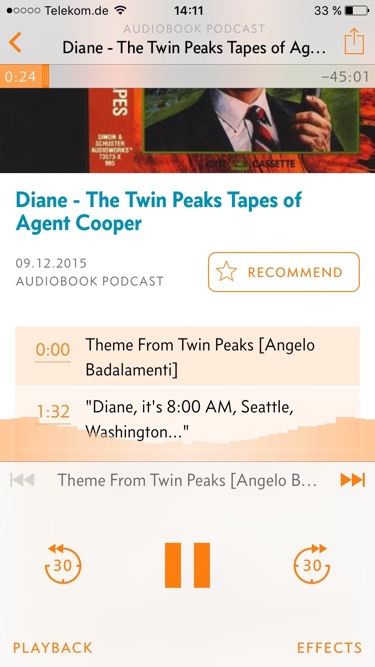 Telekom.de 14:11 33 %
AUDIOBOOK PODCAST
Diane - The Twin Peaks Tapes of Ag...
0:24 –45:01
PES
SIMON &
SCHUSTER
AUDIOWORKS®
73573-X
995
ONE CASSETTE
Diane - The Twin Peaks Tapes of
Agent Cooper
09.12.2015
AUDIOBOOK PODCAST
RECOMMEND
0:00 Theme From Twin Peaks [Angelo
Badalamenti]
1:32 "Diane, it's 8:00 AM, Seattle,
Washington..."
Theme From Twin Peaks [Angelo B...
30 30
PLAYBACK EFFECTS